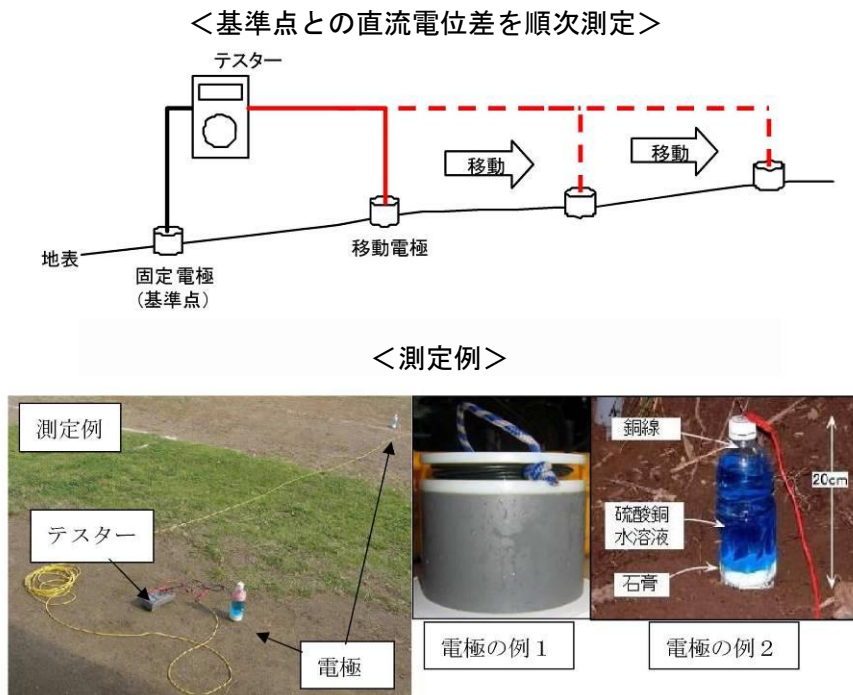 ＜基準点との直流電位差を順次測定＞
テスター
移動
移動
地表
固定電極
(基準点)
移動電極
＜測定例＞
測定例
テスター
電極
電極の例１
銅線
20cm
硫酸銅
水溶液
石膏
電極の例２